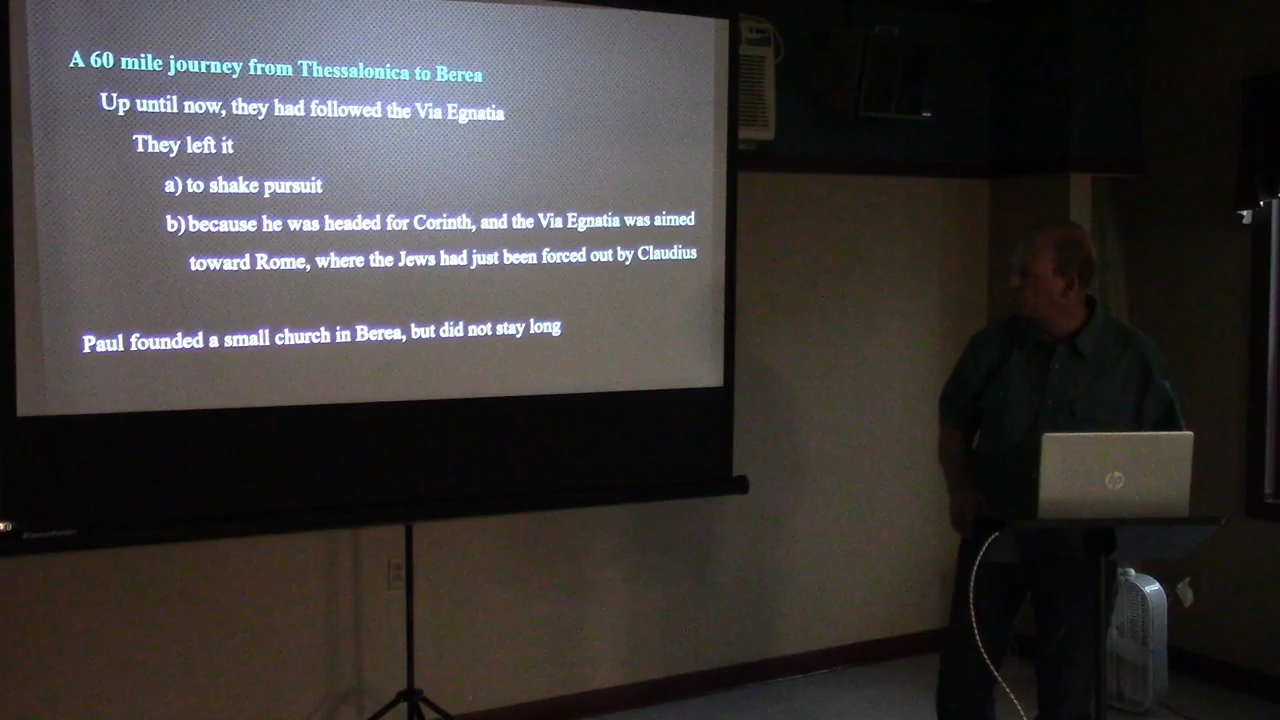 A 60 mile journey from Thessalonica to Berea
Up until now, they had followed the Via Egnatia
They left it
a) to shake pursuit
b) because he was headed for Corinth, and the Via Egnatia was aimed
toward Rome, where the Jews had just been forced out by Claudius
Paul founded a small church in Berea, but did not stay long
hp